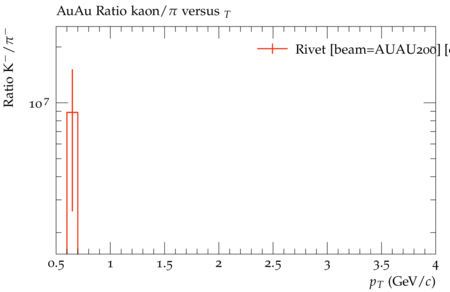 AuAu Ratio kaon/π versus T
Ratio K⁻/π⁻
10⁷
Rivet [beam=AUAU200] [
0.5 1 1.5 2 2.5 3 3.5 4
pT (GeV/c)